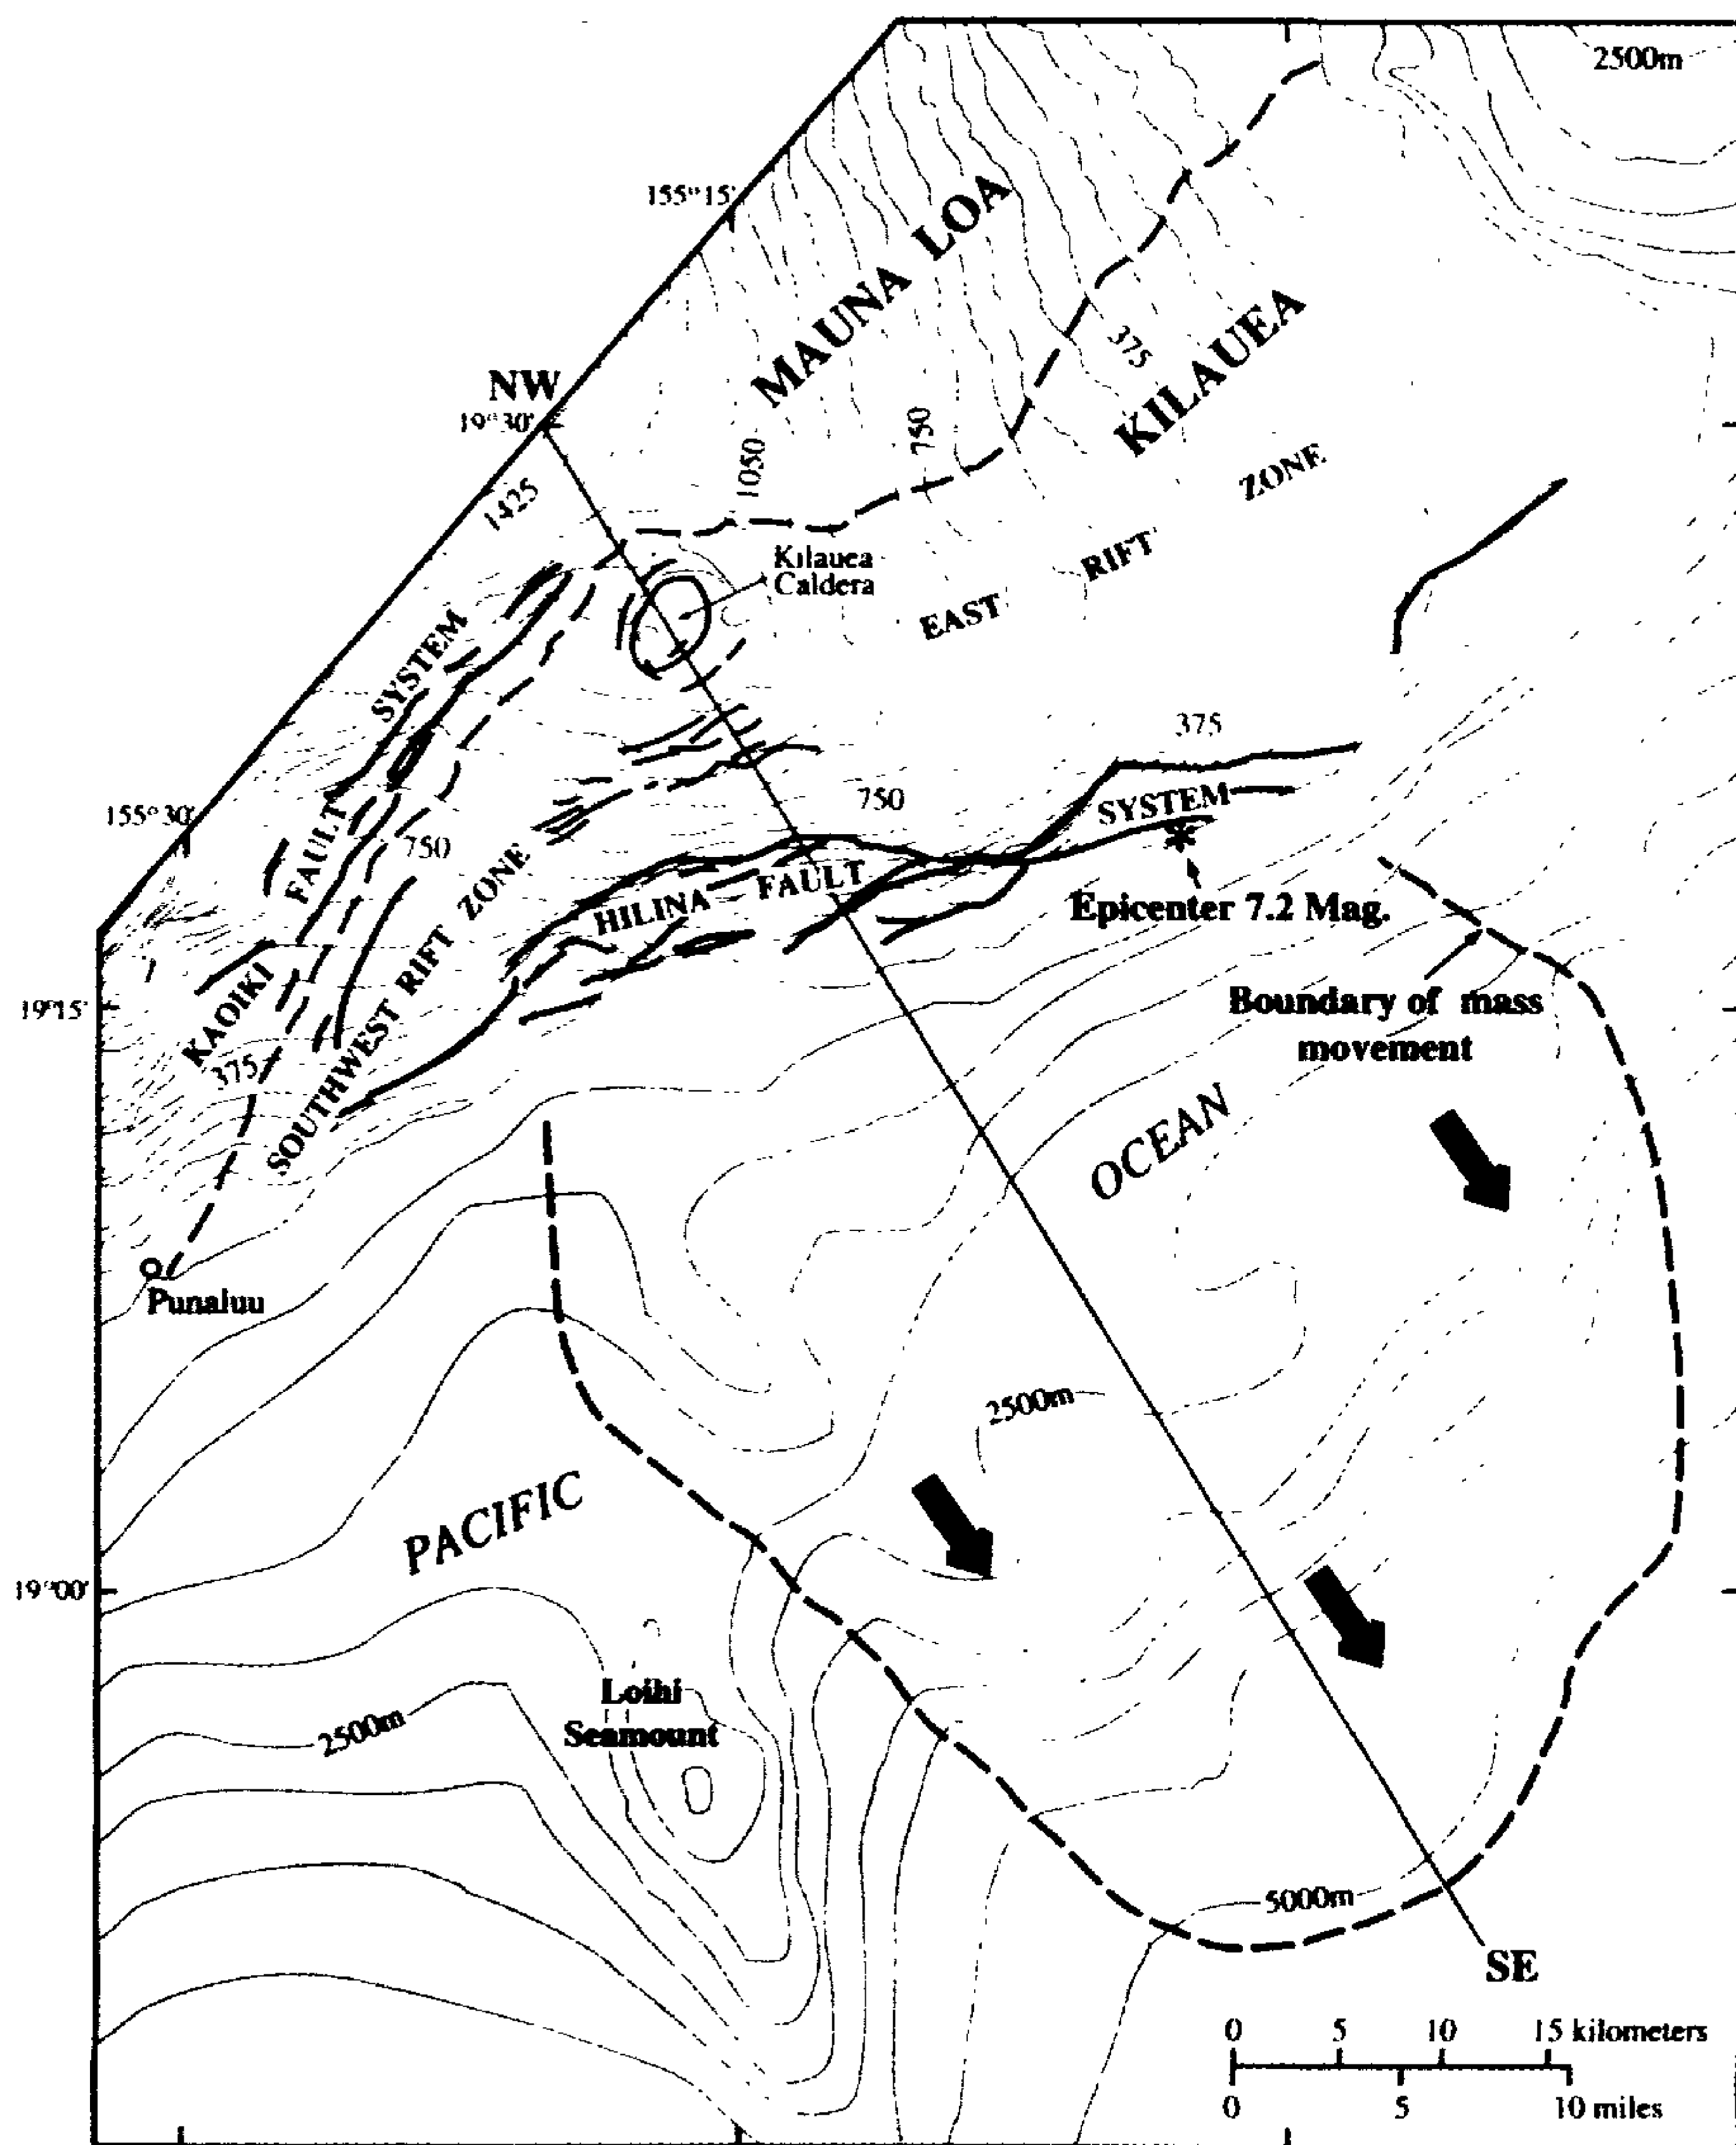 2500m
155°15'
MAUNA LOA
KILAUEA
375
NW
19°30'
1425
1050
750
Kilauea
Caldera
EAST RIFT ZONE
KAOIKI FAULT SYSTEM
375
155°30'
750
750
SOUTHWEST RIFT ZONE
HILINA FAULT SYSTEM
Epicenter 7.2 Mag.
Boundary of mass
movement
19°15'
375
PACIFIC OCEAN
Punaluu
2500m
19°00'
Loihi
Seamount
2500m
5000m
SE
0 5 10 15 kilometers
0 5 10 miles